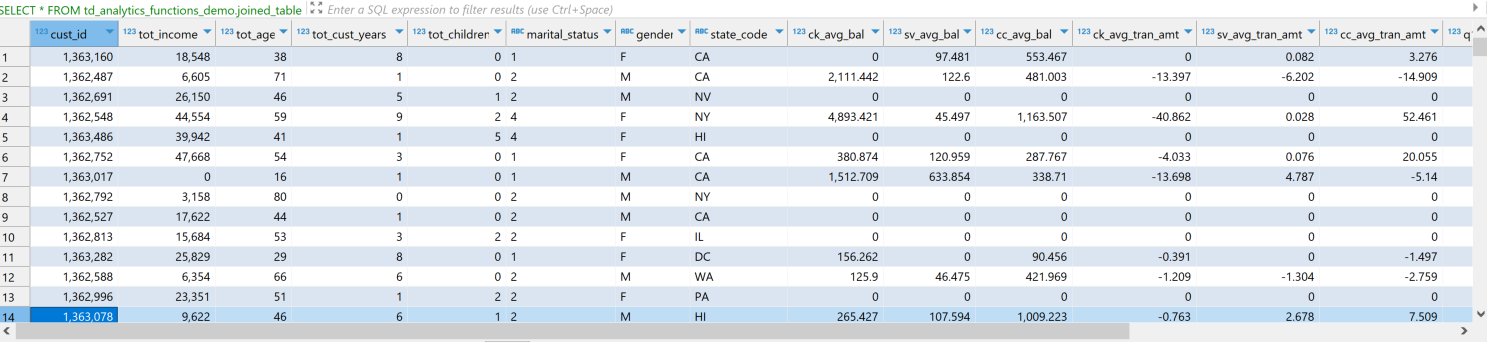 SELECT * FROM td_analytics_functions_demo.joined_table Enter a SQL expression to filter results (use Ctrl+Space)
123 cust_id 123 tot_income 123 tot_age 123 tot_cust_years 123 tot_children ABC marital_status ABC gender ABC state_code 123 ck_avg_bal 123 sv_avg_bal 123 cc_avg_bal 123 ck_avg_tran_amt 123 sv_avg_tran_amt 123 cc_avg_tran_amt 123 q
1 1,363,160 18,548 38 8 0 1 F CA 0 97.481 553.467 0 0.082 3.276
2 1,362,487 6,605 71 1 0 2 M CA 2,111.442 122.6 481.003 -13.397 -6.202 -14.909
3 1,362,691 26,150 46 5 1 2 M NV 0 0 0 0 0 0
4 1,362,548 44,554 59 9 2 4 F NY 4,893.421 45.497 1,163.507 -40.862 0.028 52.461
5 1,363,486 39,942 41 1 5 4 F HI 0 0 0 0 0 0
6 1,362,752 47,668 54 3 0 1 F CA 380.874 120.959 287.767 -4.033 0.076 20.055
7 1,363,017 0 16 1 0 1 M CA 1,512.709 633.854 338.71 -13.698 4.787 -5.14
8 1,362,792 3,158 80 0 0 2 M NY 0 0 0 0 0 0
9 1,362,527 17,622 44 1 0 2 M CA 0 0 0 0 0 0
10 1,362,813 15,684 53 3 2 2 F IL 0 0 0 0 0 0
11 1,363,282 25,829 29 8 0 1 F DC 156.262 0 90.456 -0.391 0 -1.497
12 1,362,588 6,354 66 6 0 2 M WA 125.9 46.475 421.969 -1.209 -1.304 -2.759
13 1,362,996 23,351 51 1 2 2 F PA 0 0 0 0 0 0
14 1,363,078 9,622 46 6 1 2 M HI 265.427 107.594 1,009.223 -0.763 2.678 7.509